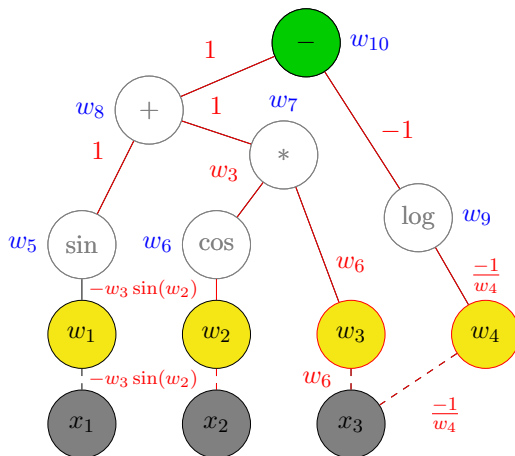 − w₁₀
1
w₈ + 1 w₇
∗ −1
1 w₃
w₅ sin w₆ cos log w₉
w₆ −1/w₄
−w₃ sin(w₂)
w₁ w₂ w₃ w₄
−w₃ sin(w₂) w₆
x₁ x₂ x₃ −1/w₄